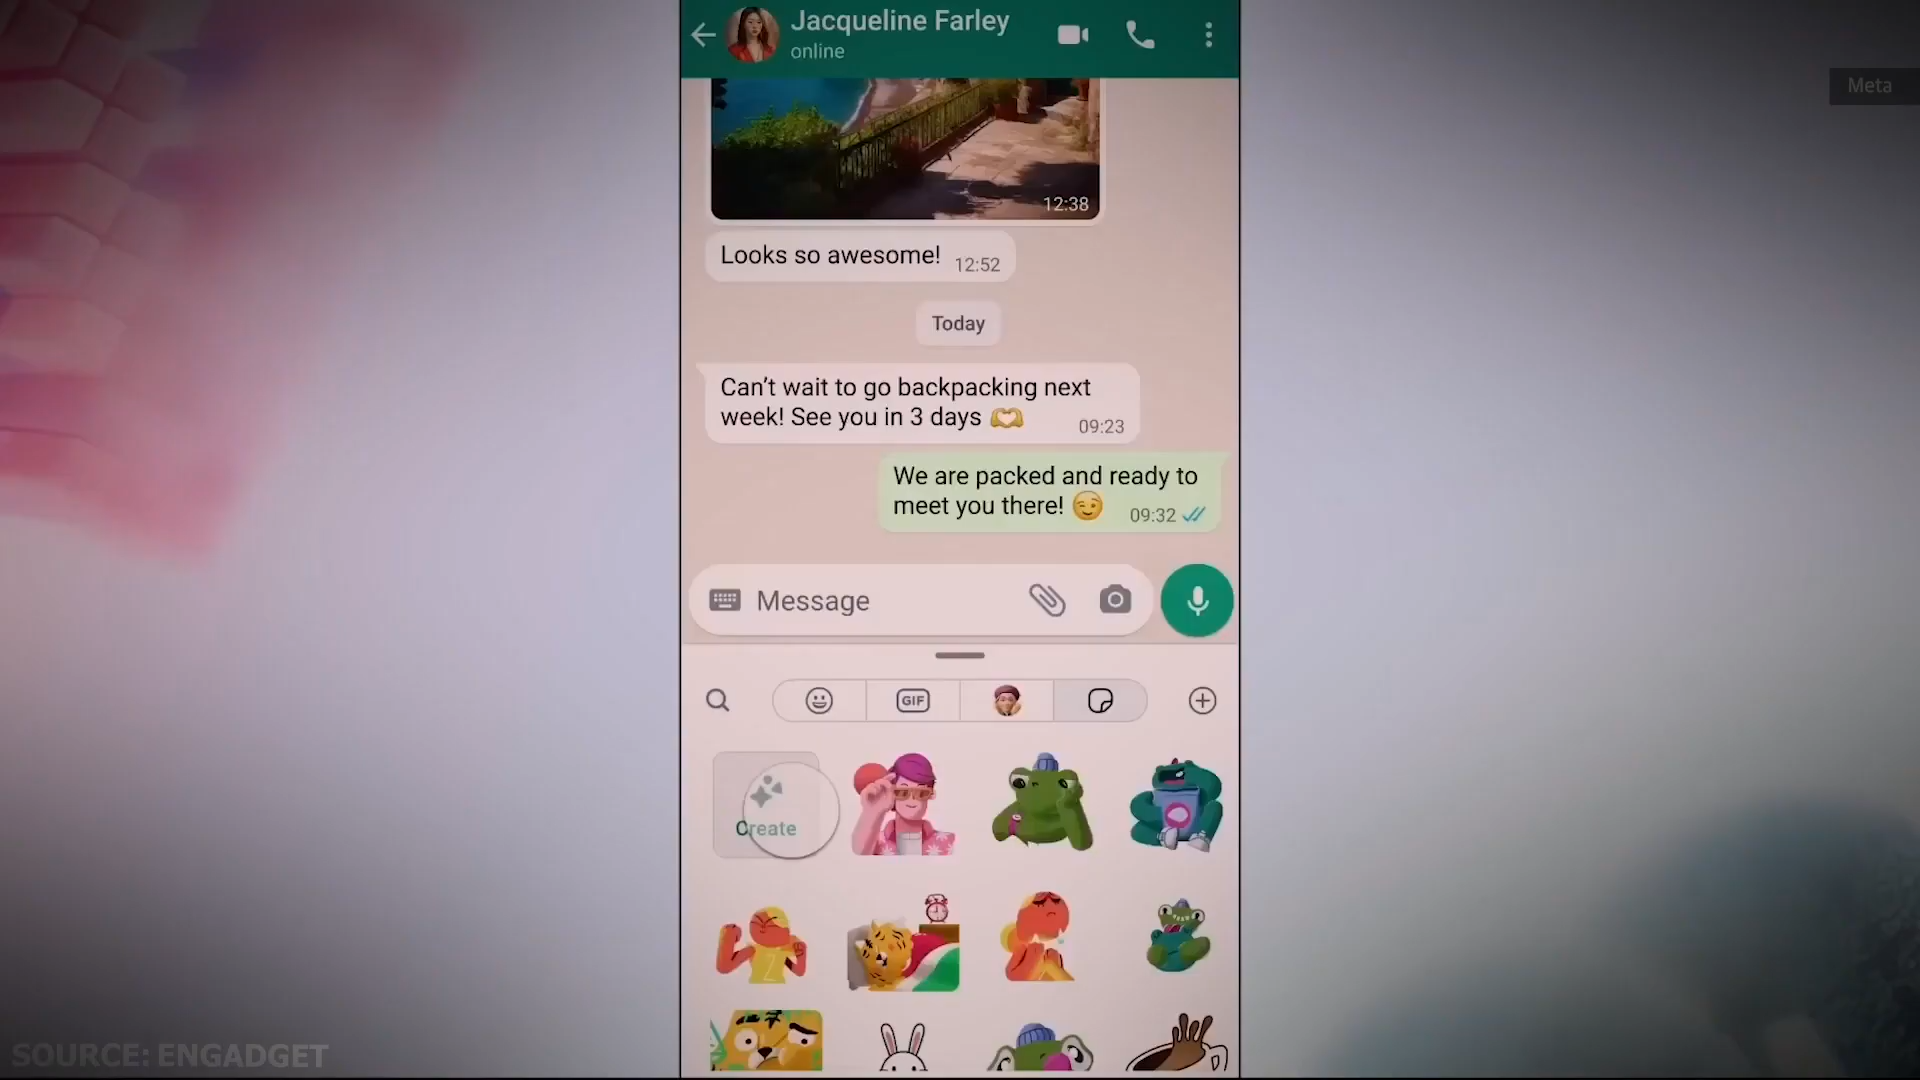 Jacqueline Farley
online
Meta
12:38
Looks so awesome! 12:52
Today
Can’t wait to go backpacking next
week! See you in 3 days 🫶 09:23
We are packed and ready to
meet you there! 😉 09:32
Message
GIF
Create
Z
SOURCE: ENGADGET